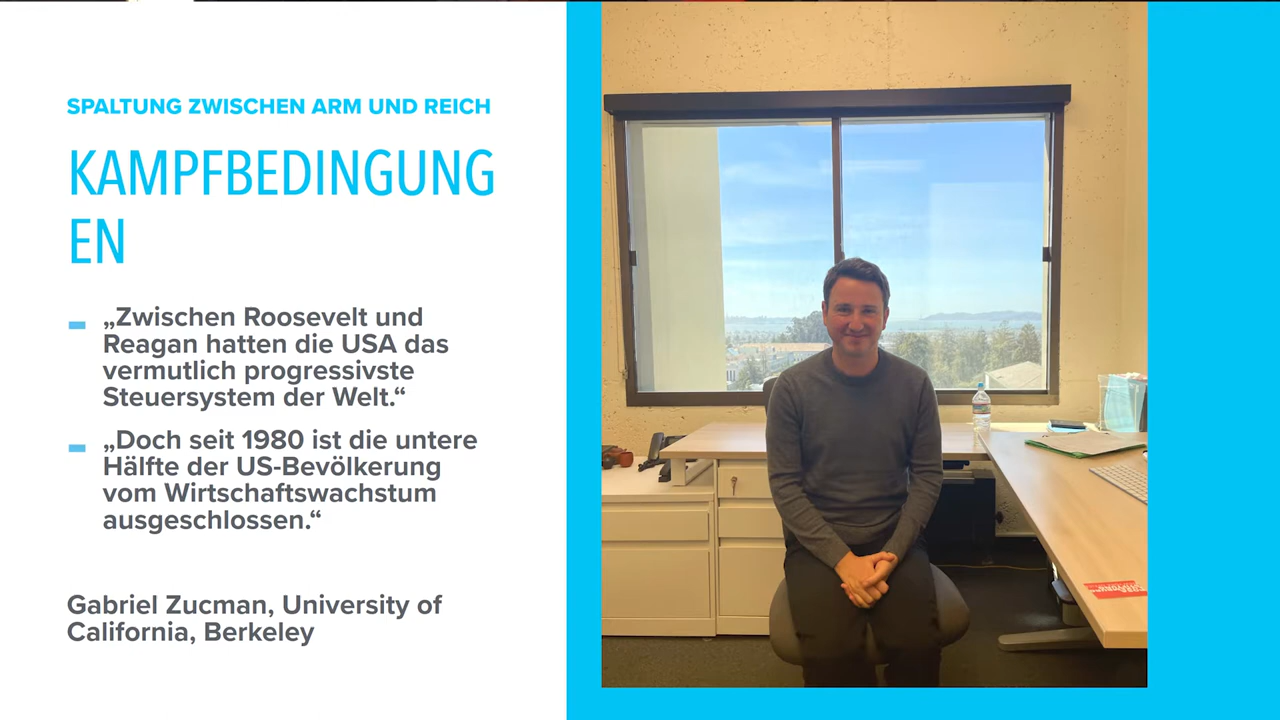 SPALTUNG ZWISCHEN ARM UND REICH
KAMPFBEDINGUNG
EN
„Zwischen Roosevelt und
Reagan hatten die USA das
vermutlich progressivste
Steuersystem der Welt.“
„Doch seit 1980 ist die untere
Hälfte der US-Bevölkerung
vom Wirtschaftswachstum
ausgeschlossen.“
Gabriel Zucman, University of
California, Berkeley